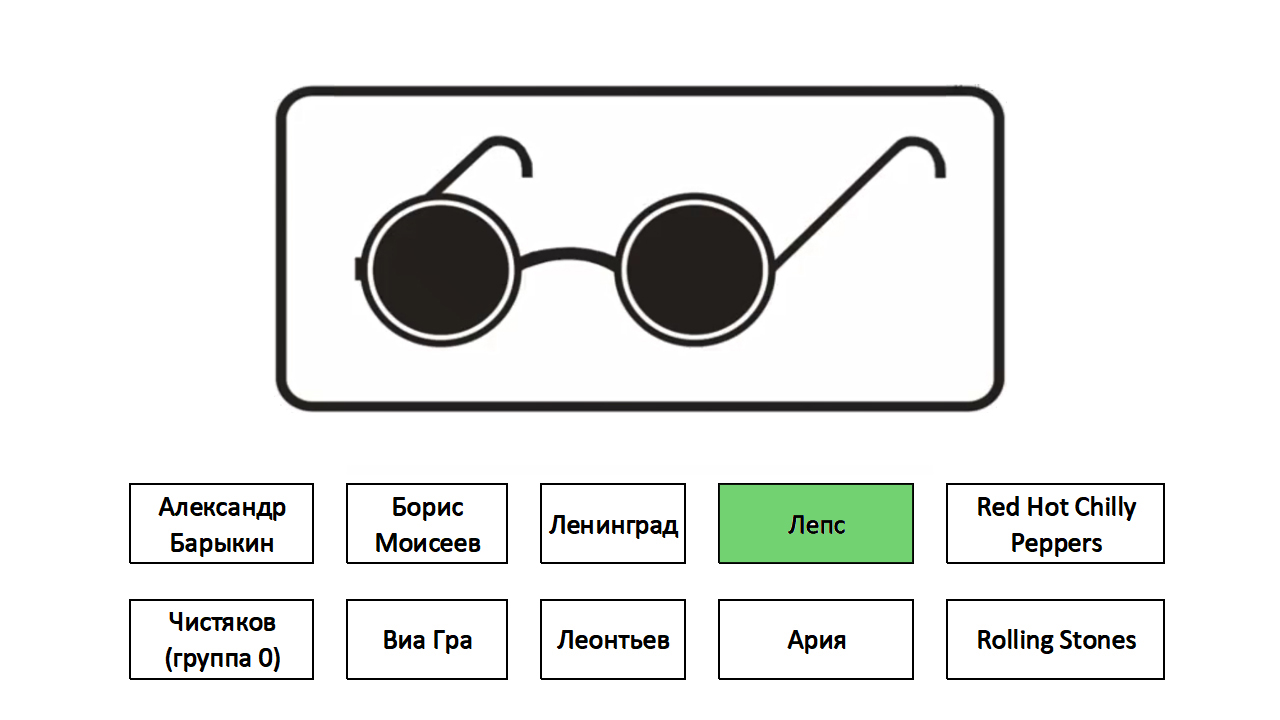 Александр
Барыкин
Борис
Моисеев
Ленинград
Лепс
Red Hot Chilly
Peppers
Чистяков
(группа 0)
Виа Гра
Леонтьев
Ария
Rolling Stones